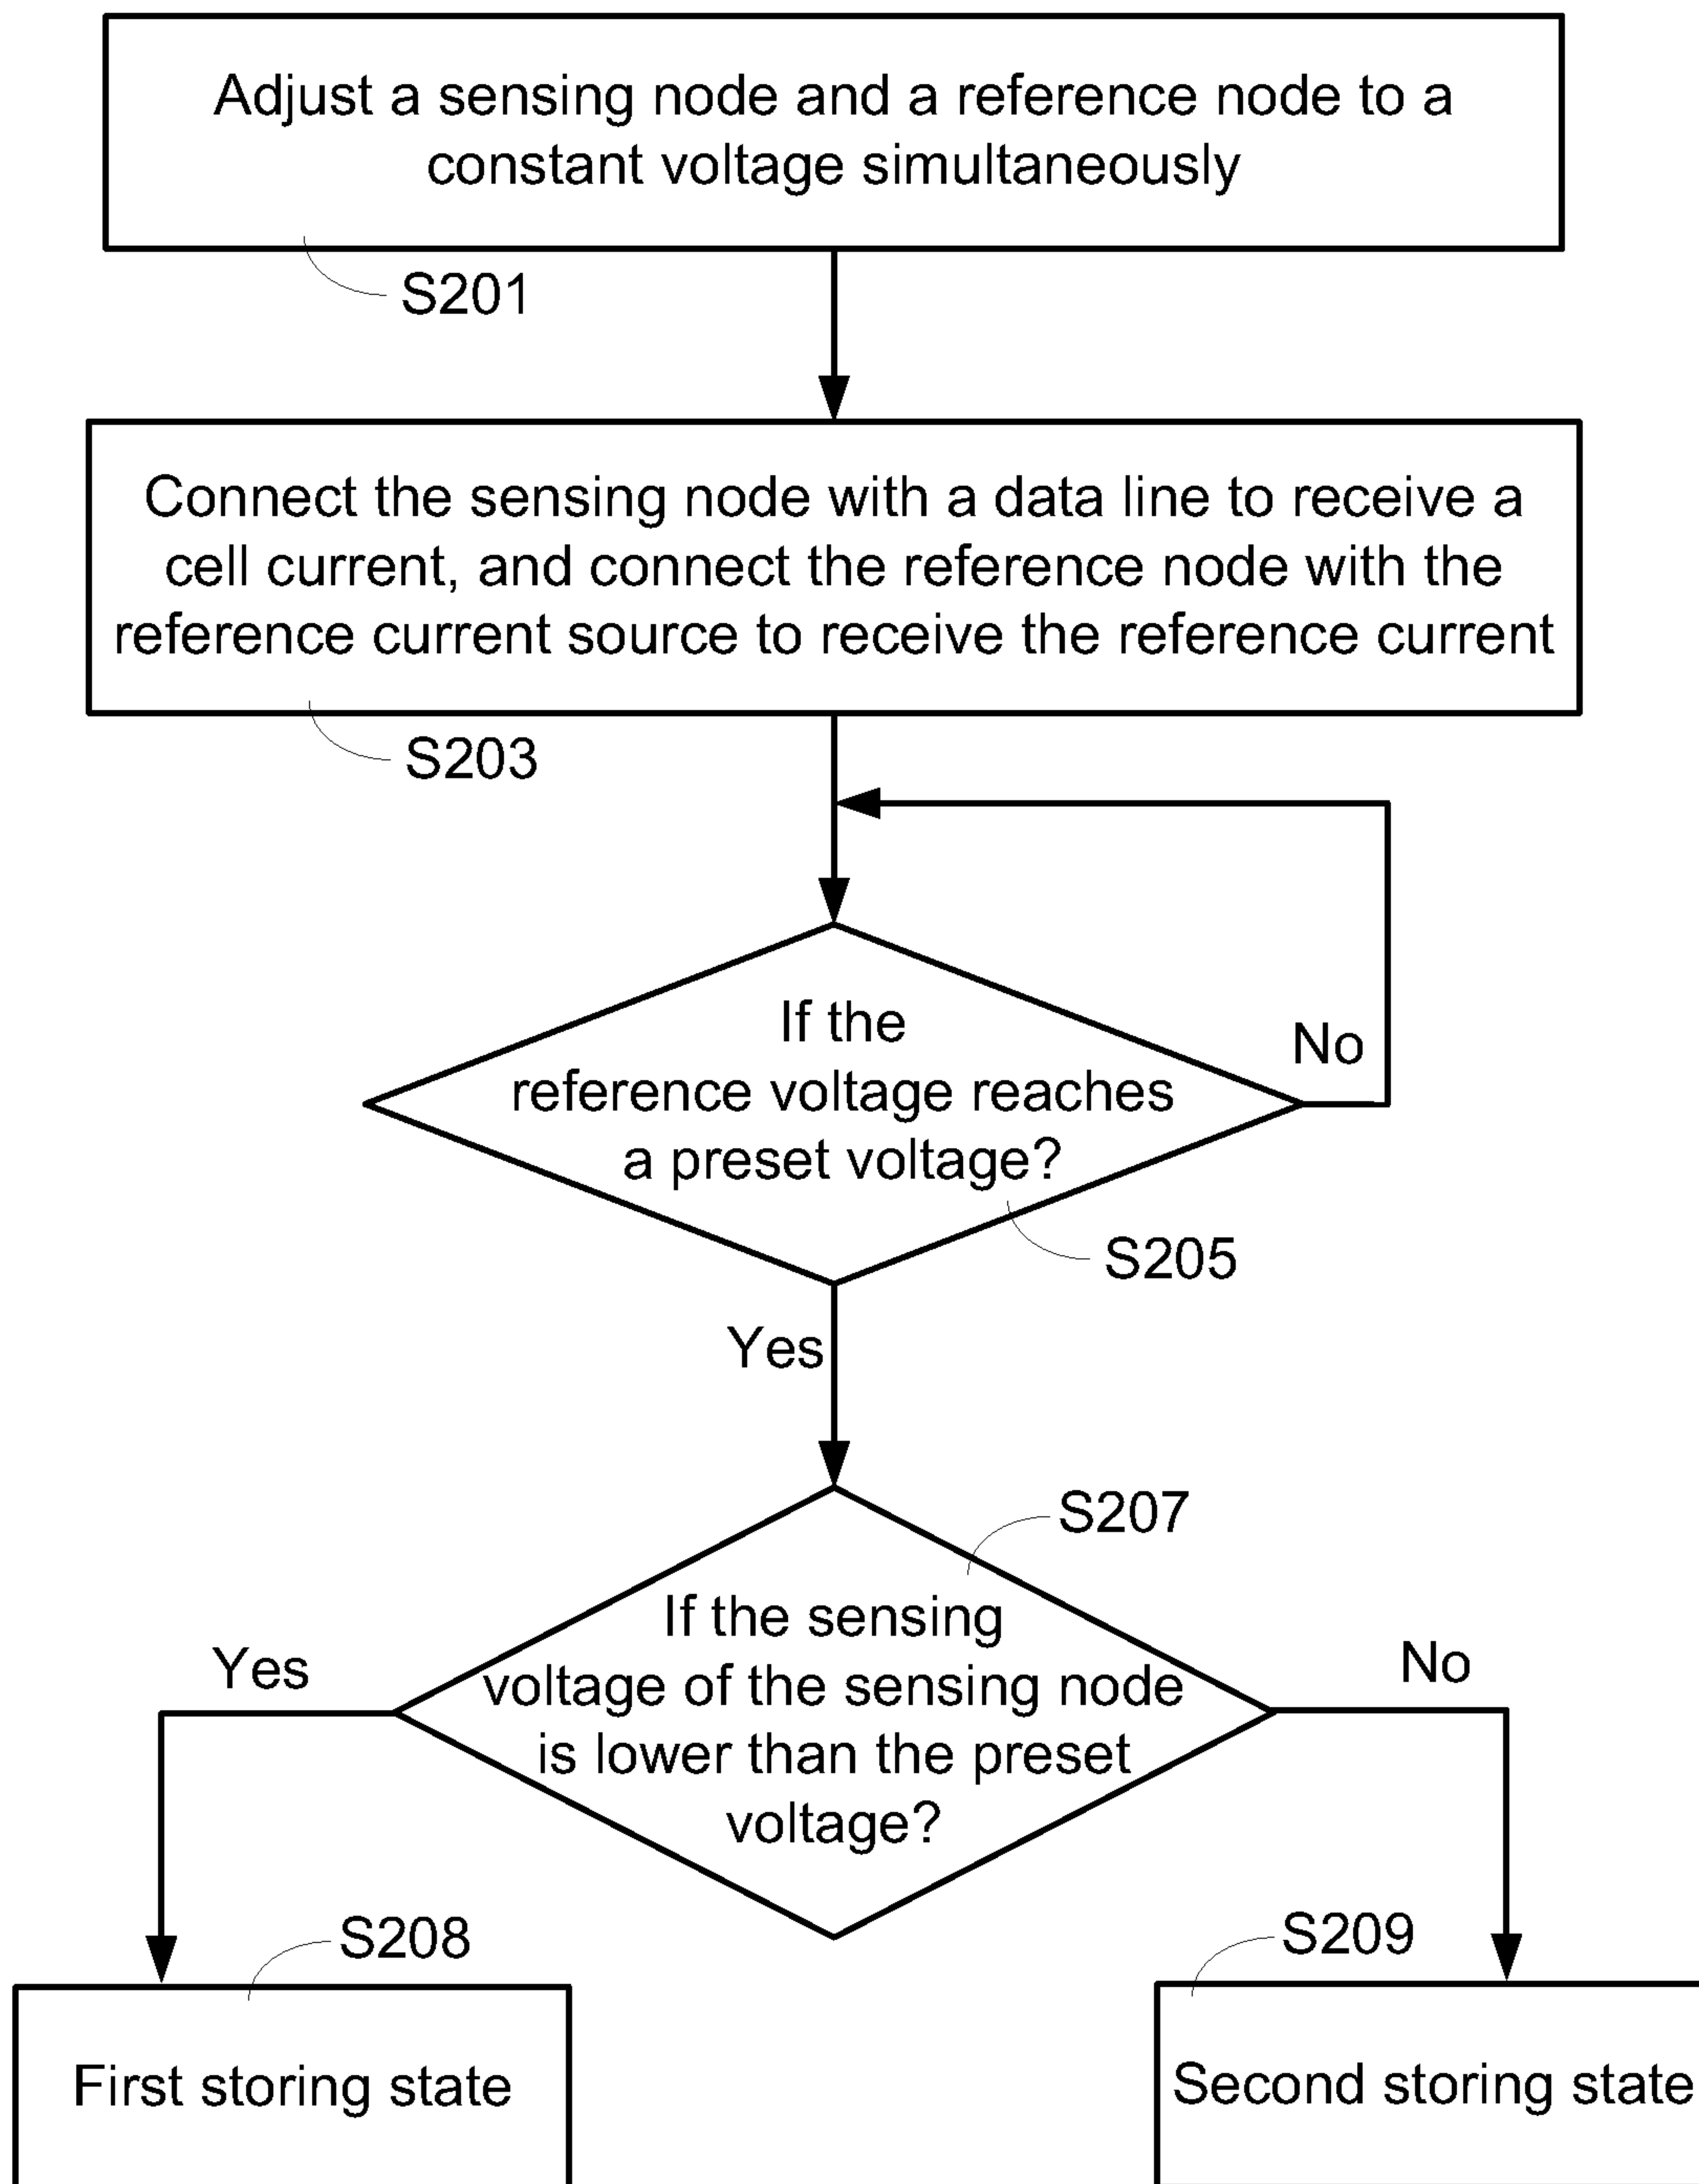 Adjust a sensing node and a reference node to a
constant voltage simultaneously
S201
Connect the sensing node with a data line to receive a
cell current, and connect the reference node with the
reference current source to receive the reference current
S203
If the
reference voltage reaches
a preset voltage?
No
S205
Yes
S207
If the sensing
voltage of the sensing node
is lower than the preset
voltage?
Yes
No
S208
S209
First storing state
Second storing state